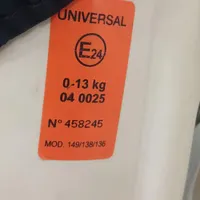 UNIVERSAL
E24
0-13 kg
04 0025
N° 458245
MOD. 149/138/136